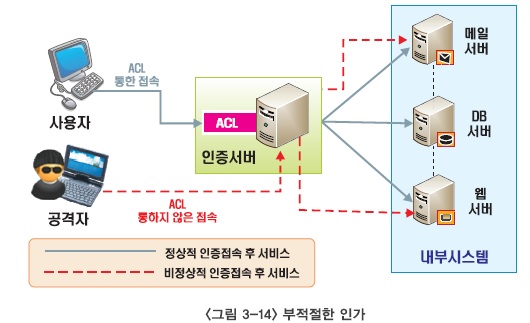 메일
서버
ACL
통한 접속
사용자
ACL
인증서버
DB
서버
공격자
ACL
통하지 않은 접속
웹
서버
내부시스템
정상적 인증접속 후 서비스
비정상적 인증접속 후 서비스
<그림 3-14> 부적절한 인가